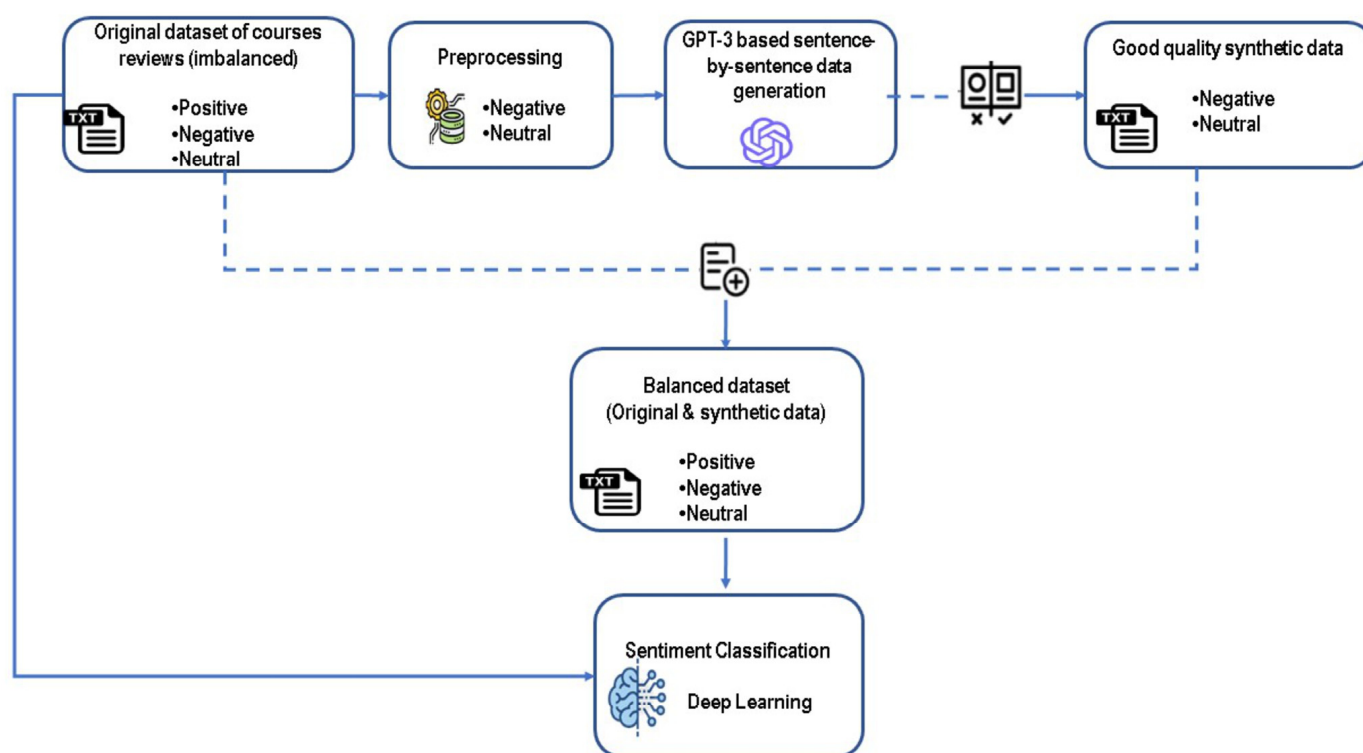 Original dataset of courses
reviews (imbalanced)
TXT
•Positive
•Negative
•Neutral
Preprocessing
•Negative
•Neutral
GPT-3 based sentence-
by-sentence data
generation
Good quality synthetic data
TXT
•Negative
•Neutral
Balanced dataset
(Original & synthetic data)
TXT
•Positive
•Negative
•Neutral
Sentiment Classification
Deep Learning